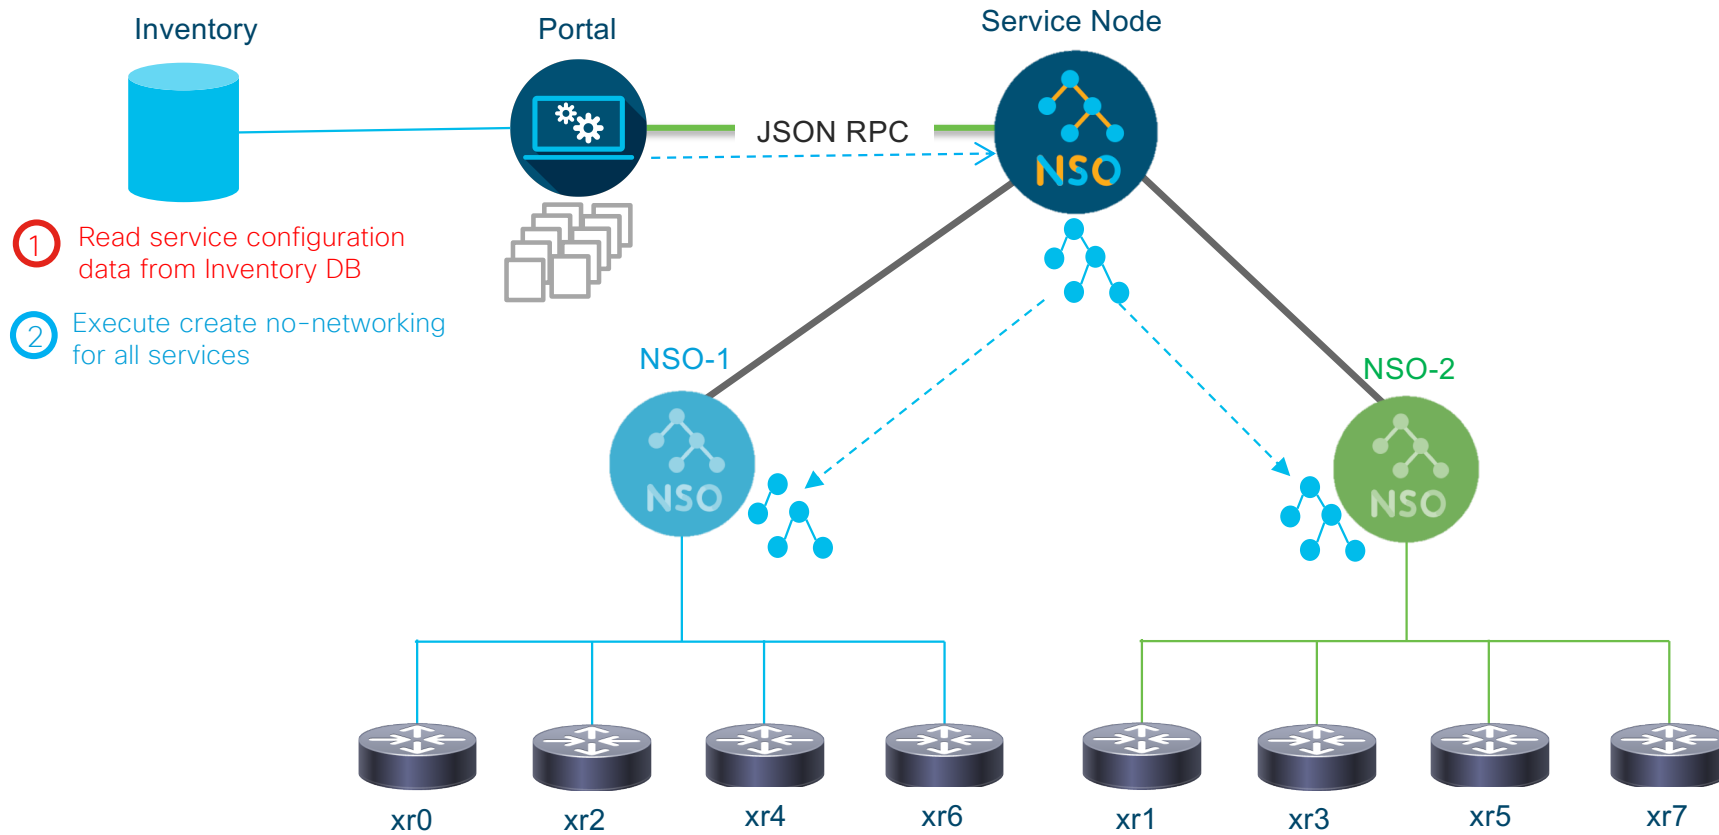 Inventory
Portal
Service Node
JSON RPC
NSO
1
Read service configuration
data from Inventory DB
2
Execute create no-networking
for all services
NSO-1
NSO-2
NSO
NSO
xr0
xr2
xr4
xr6
xr1
xr3
xr5
xr7